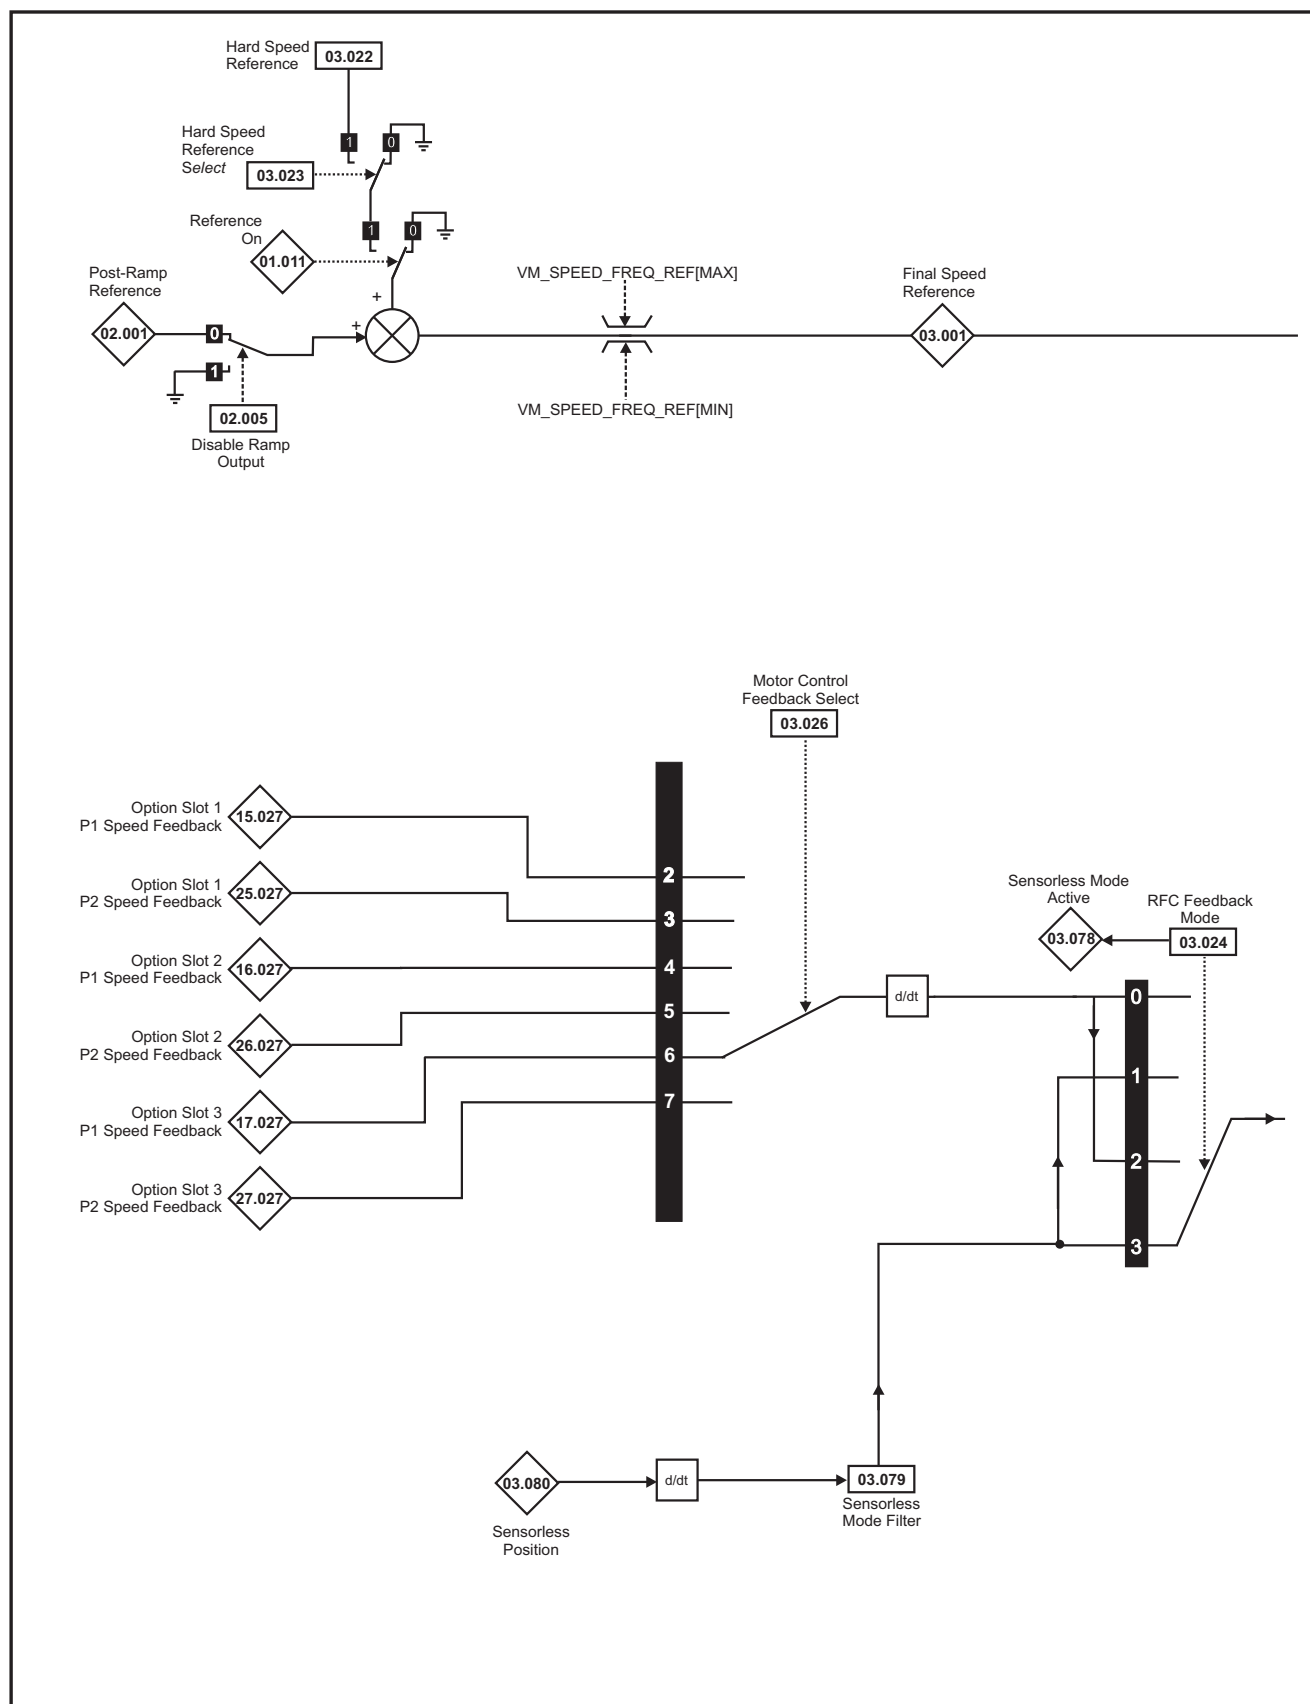 Hard Speed
Reference
03.022
1
0
Hard Speed
Reference
Select
03.023
1
0
Reference
On
01.011
Post-Ramp
Reference
02.001
0
1
+
+
02.005
Disable Ramp
Output
VM_SPEED_FREQ_REF[MAX]
VM_SPEED_FREQ_REF[MIN]
Final Speed
Reference
03.001
Motor Control
Feedback Select
03.026
Option Slot 1
P1 Speed Feedback
15.027
Option Slot 1
P2 Speed Feedback
25.027
Option Slot 2
P1 Speed Feedback
16.027
Option Slot 2
P2 Speed Feedback
26.027
Option Slot 3
P1 Speed Feedback
17.027
Option Slot 3
P2 Speed Feedback
27.027
2
3
4
5
6
7
d/dt
Sensorless Mode
Active
03.078
RFC Feedback
Mode
03.024
0
1
2
3
03.080
Sensorless
Position
d/dt
03.079
Sensorless
Mode Filter